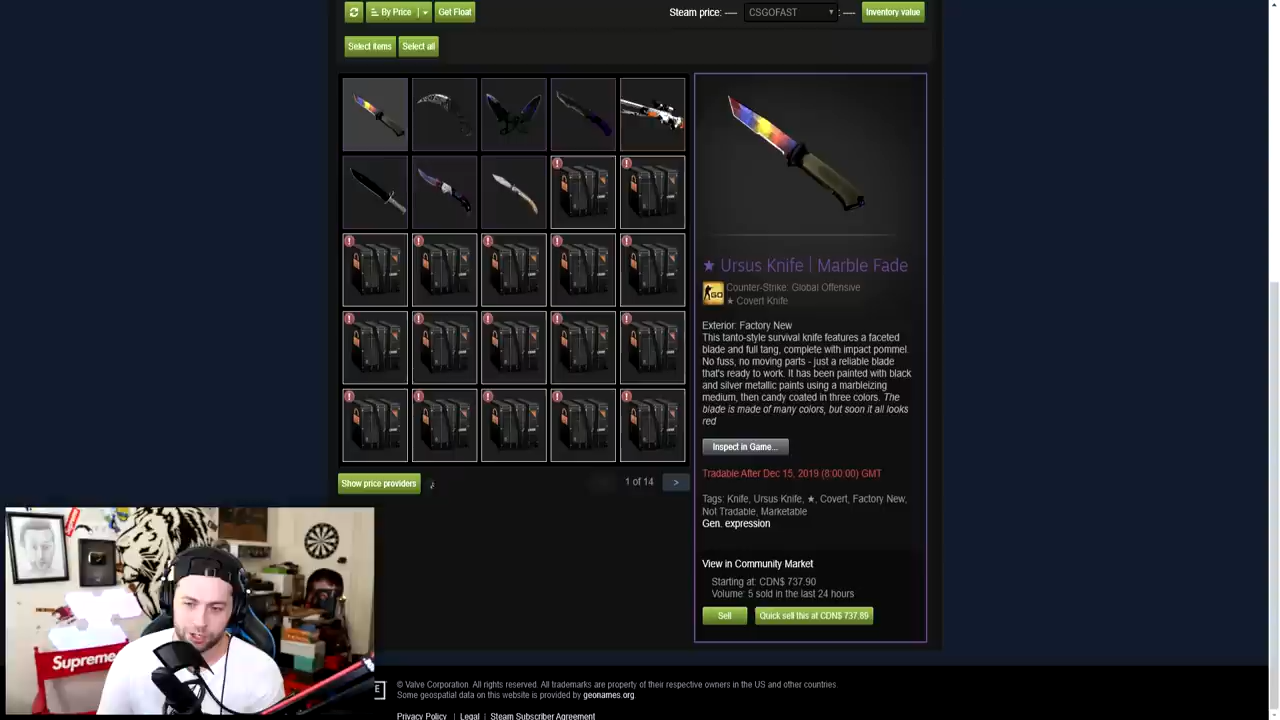 By Price
Get Float
Steam price: ----
CSGOFAST
: ----
Inventory value
Select items
Select all
★ Ursus Knife | Marble Fade
Counter-Strike: Global Offensive
★ Covert Knife
Exterior: Factory New
This tanto-style survival knife features a faceted
blade and full tang, complete with impact pommel.
No fuss, no moving parts - just a reliable blade
that's ready to work. It has been painted with black
and silver metallic paints using a marbleizing
medium, then candy coated in three colors. The
blade is made of many colors, but soon it all looks
red
Inspect in Game...
Tradable After Dec 15, 2019 (8:00:00) GMT
Tags: Knife, Ursus Knife, ★, Covert, Factory New,
Not Tradable, Marketable
Gen. expression
View in Community Market
Starting at: CDN$ 737.90
Volume: 5 sold in the last 24 hours
Sell
Quick sell this at CDN$ 737.89
Show price providers
1 of 14
>
Supreme
© Valve Corporation. All rights reserved. All trademarks are property of their respective owners in the US and other countries.
Some geospatial data on this website is provided by geonames.org.
Privacy Policy | Legal | Steam Subscriber Agreement